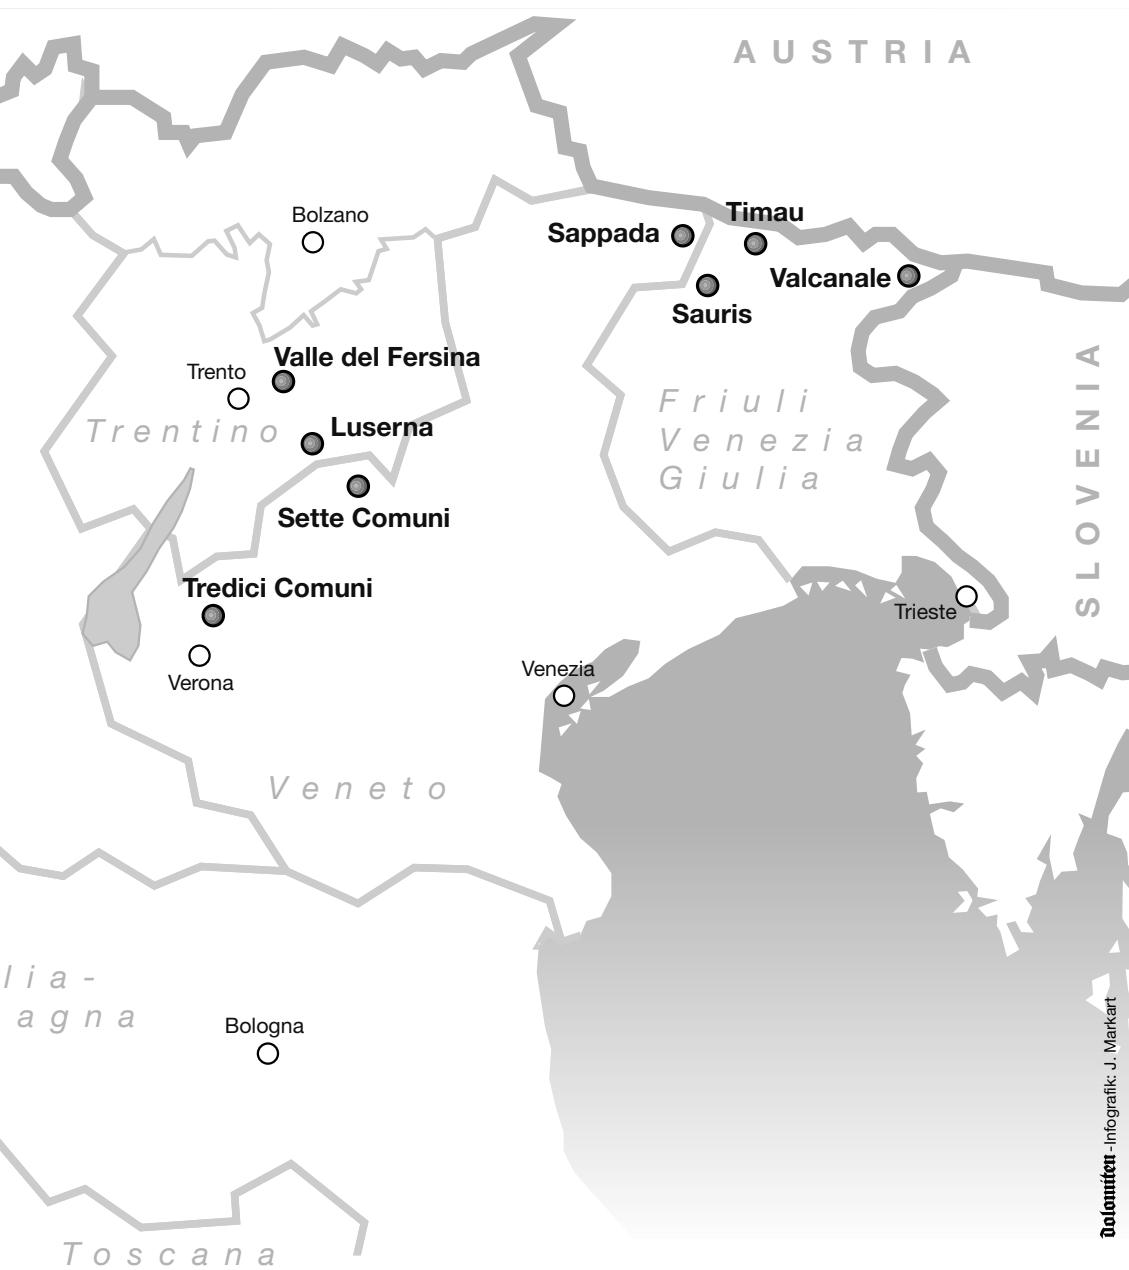 AUSTRIA
Bolzano
Timau
Sappada
Valcanale
Sauris
Valle del Fersina
Trento
Friuli
Venezia
Giulia
Trentino
Luserna
SLOVENIA
Sette Comuni
Tredici Comuni
Trieste
Verona
Venezia
Veneto
lia-
agna
Bologna
Toscana
Dolomiten-Infografik: J. Markart